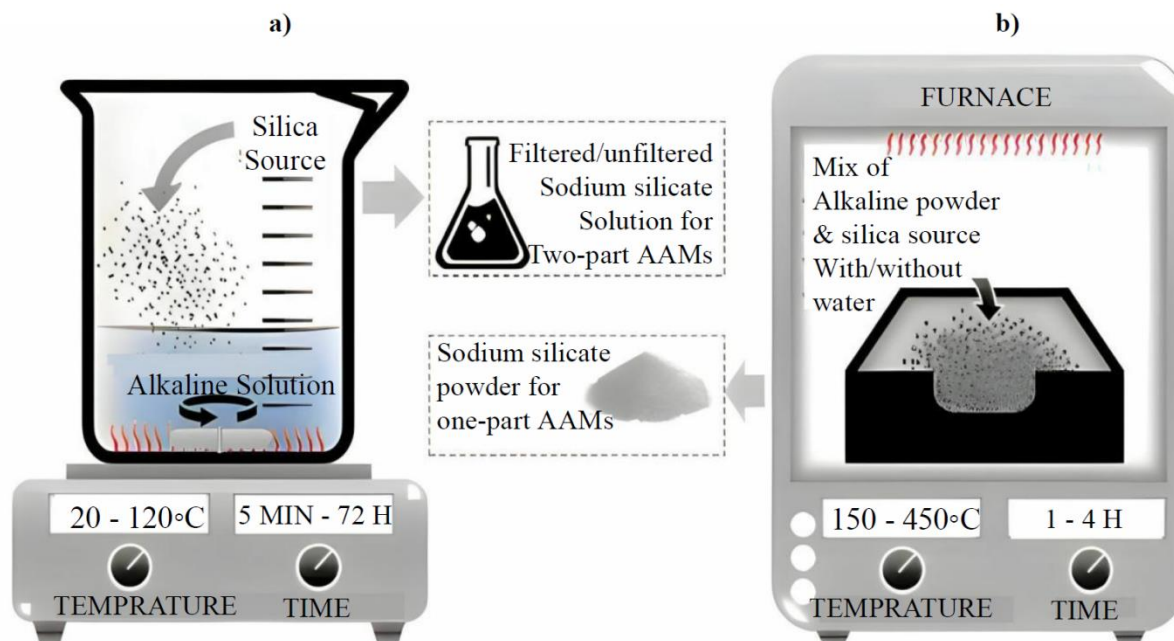 a)
Silica
Source
Alkaline Solution
20 - 120∘C
5 MIN - 72 H
TEMPRATURE
TIME
Filtered/unfiltered
Sodium silicate
Solution for
Two-part AAMs
Sodium silicate
powder for
one-part AAMs
b)
FURNACE
Mix of
Alkaline powder
& silica source
With/without
water
150 - 450∘C
1 - 4 H
TEMPRATURE
TIME